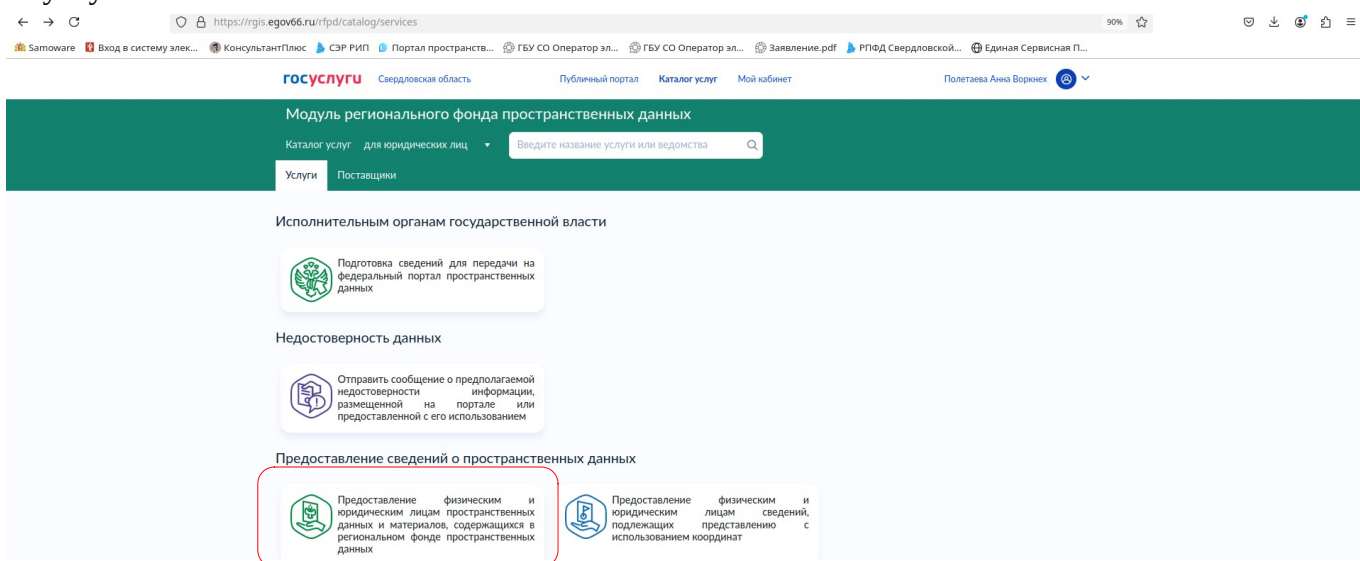 https://rgis.egov66.ru/rfpd/catalog/services
90%
Samoware Вход в систему элек... КонсультантПлюс СЭР РИП Портал пространств... ГБУ СО Оператор эл... ГБУ СО Оператор эл... Заявление.pdf РПФД Свердловской... Единая Сервисная П...
госуслуги Свердловская область Публичный портал Каталог услуг Мой кабинет Полетаева Анна Воркнех
Модуль регионального фонда пространственных данных
Каталог услуг для юридических лиц Введите название услуги или ведомства
Услуги Поставщики
Исполнительным органам государственной власти
Подготовка сведений для передачи на
федеральный портал пространственных
данных
Недостоверность данных
Отправить сообщение о предполагаемой
недостоверности информации,
размещенной на портале или
предоставленной с его использованием
Предоставление сведений о пространственных данных
Предоставление физическим и
юридическим лицам пространственных
данных и материалов, содержащихся в
региональном фонде пространственных
данных
Предоставление физическим и
юридическим лицам сведений,
подлежащих представлению с
использованием координат